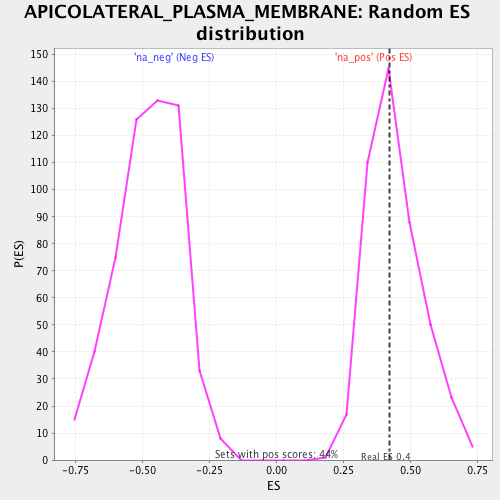 APICOLATERAL_PLASMA_MEMBRANE: Random ES
distribution
'na_neg' (Neg ES)
'na_pos' (Pos ES)
150
140
130
120
110
100
90
80
70
60
50
40
30
20
10
0
P(ES)
Sets with pos scores: 44%
Real ES 0.4
-0.75
-0.50
-0.25
0.00
0.25
0.50
0.75
ES